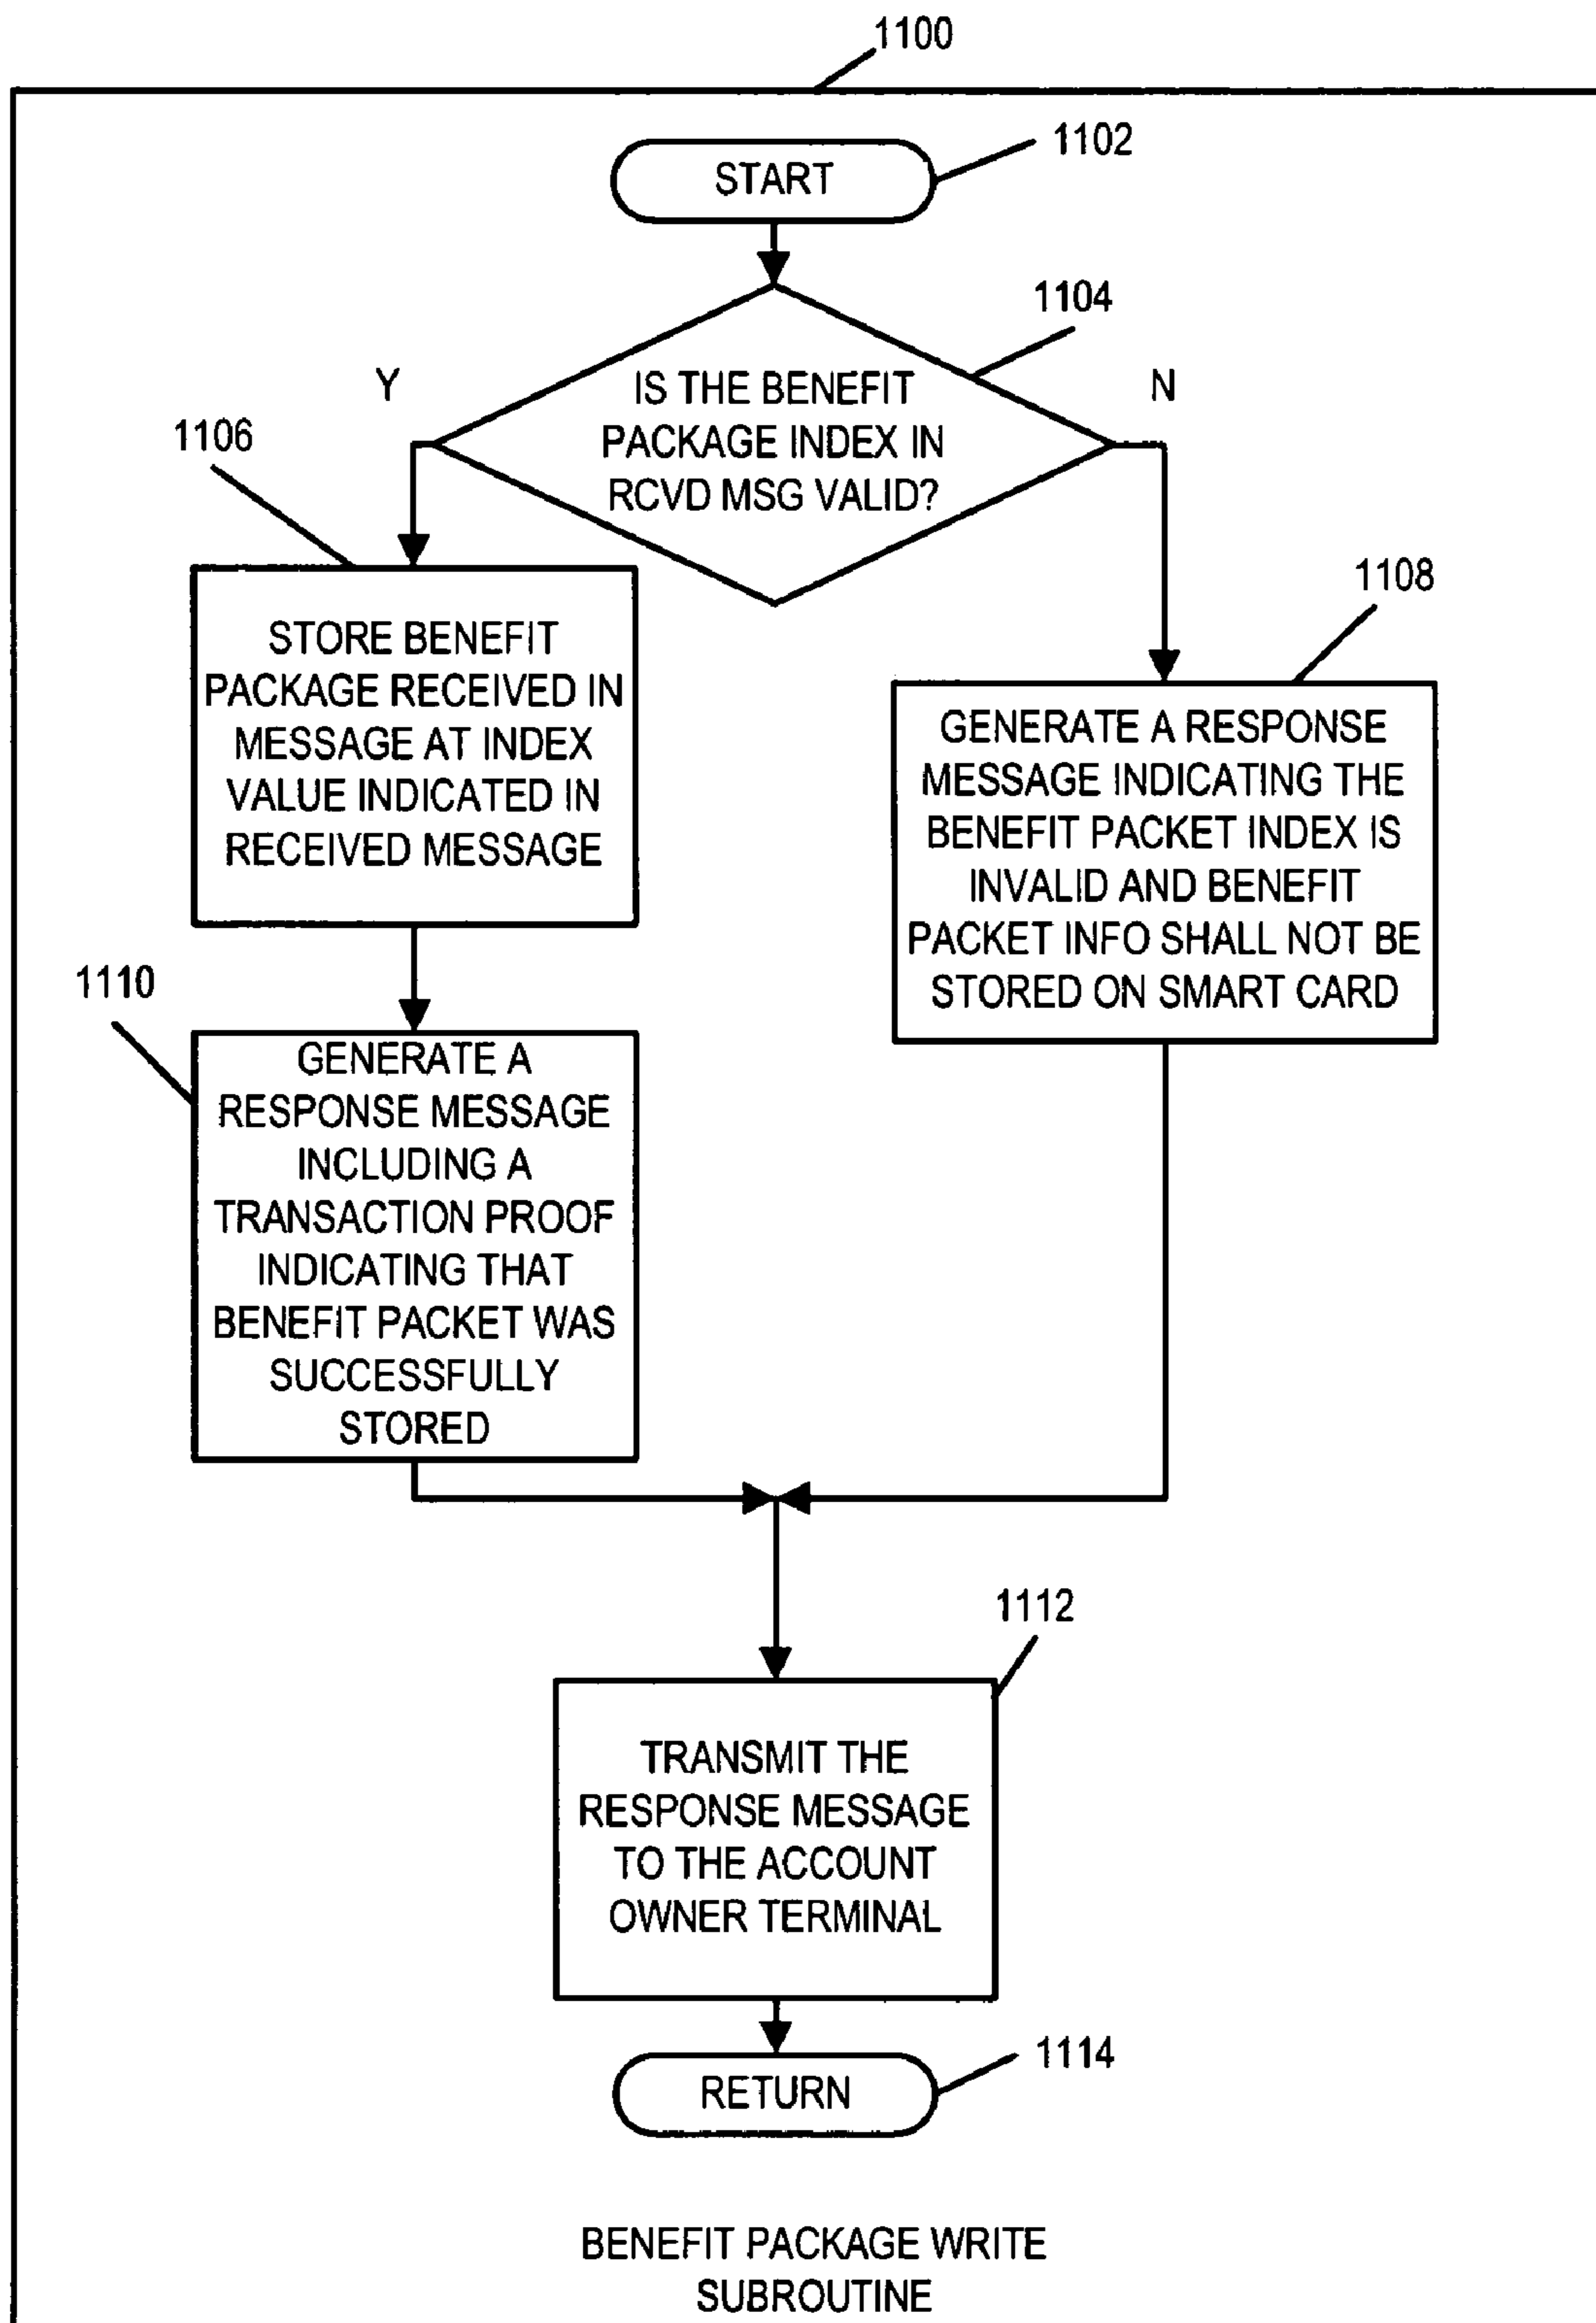 1100
START
1102
1104
Y
IS THE BENEFIT
PACKAGE INDEX IN
RCVD MSG VALID?
N
1106
STORE BENEFIT
PACKAGE RECEIVED IN
MESSAGE AT INDEX
VALUE INDICATED IN
RECEIVED MESSAGE
1108
GENERATE A RESPONSE
MESSAGE INDICATING THE
BENEFIT PACKET INDEX IS
INVALID AND BENEFIT
PACKET INFO SHALL NOT BE
STORED ON SMART CARD
1110
GENERATE A
RESPONSE MESSAGE
INCLUDING A
TRANSACTION PROOF
INDICATING THAT
BENEFIT PACKET WAS
SUCCESSFULLY
STORED
1112
TRANSMIT THE
RESPONSE MESSAGE
TO THE ACCOUNT
OWNER TERMINAL
RETURN
1114
BENEFIT PACKAGE WRITE
SUBROUTINE